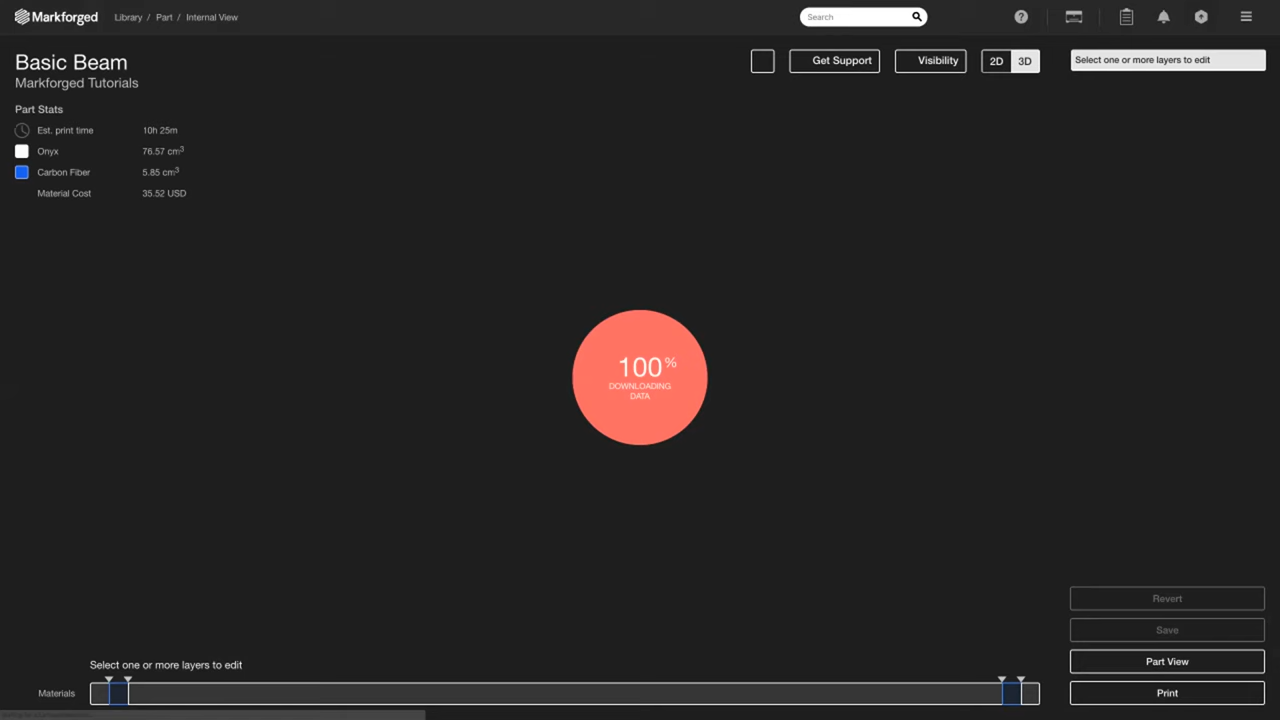 Markforged
Library / Part / Internal View
Search
Basic Beam
Markforged Tutorials
Get Support
Visibility
2D
3D
Select one or more layers to edit
Part Stats
Est. print time 10h 25m
Onyx 76.57 cm³
Carbon Fiber 5.85 cm³
Material Cost 35.52 USD
100%
DOWNLOADING
DATA
Revert
Save
Part View
Print
Select one or more layers to edit
Materials